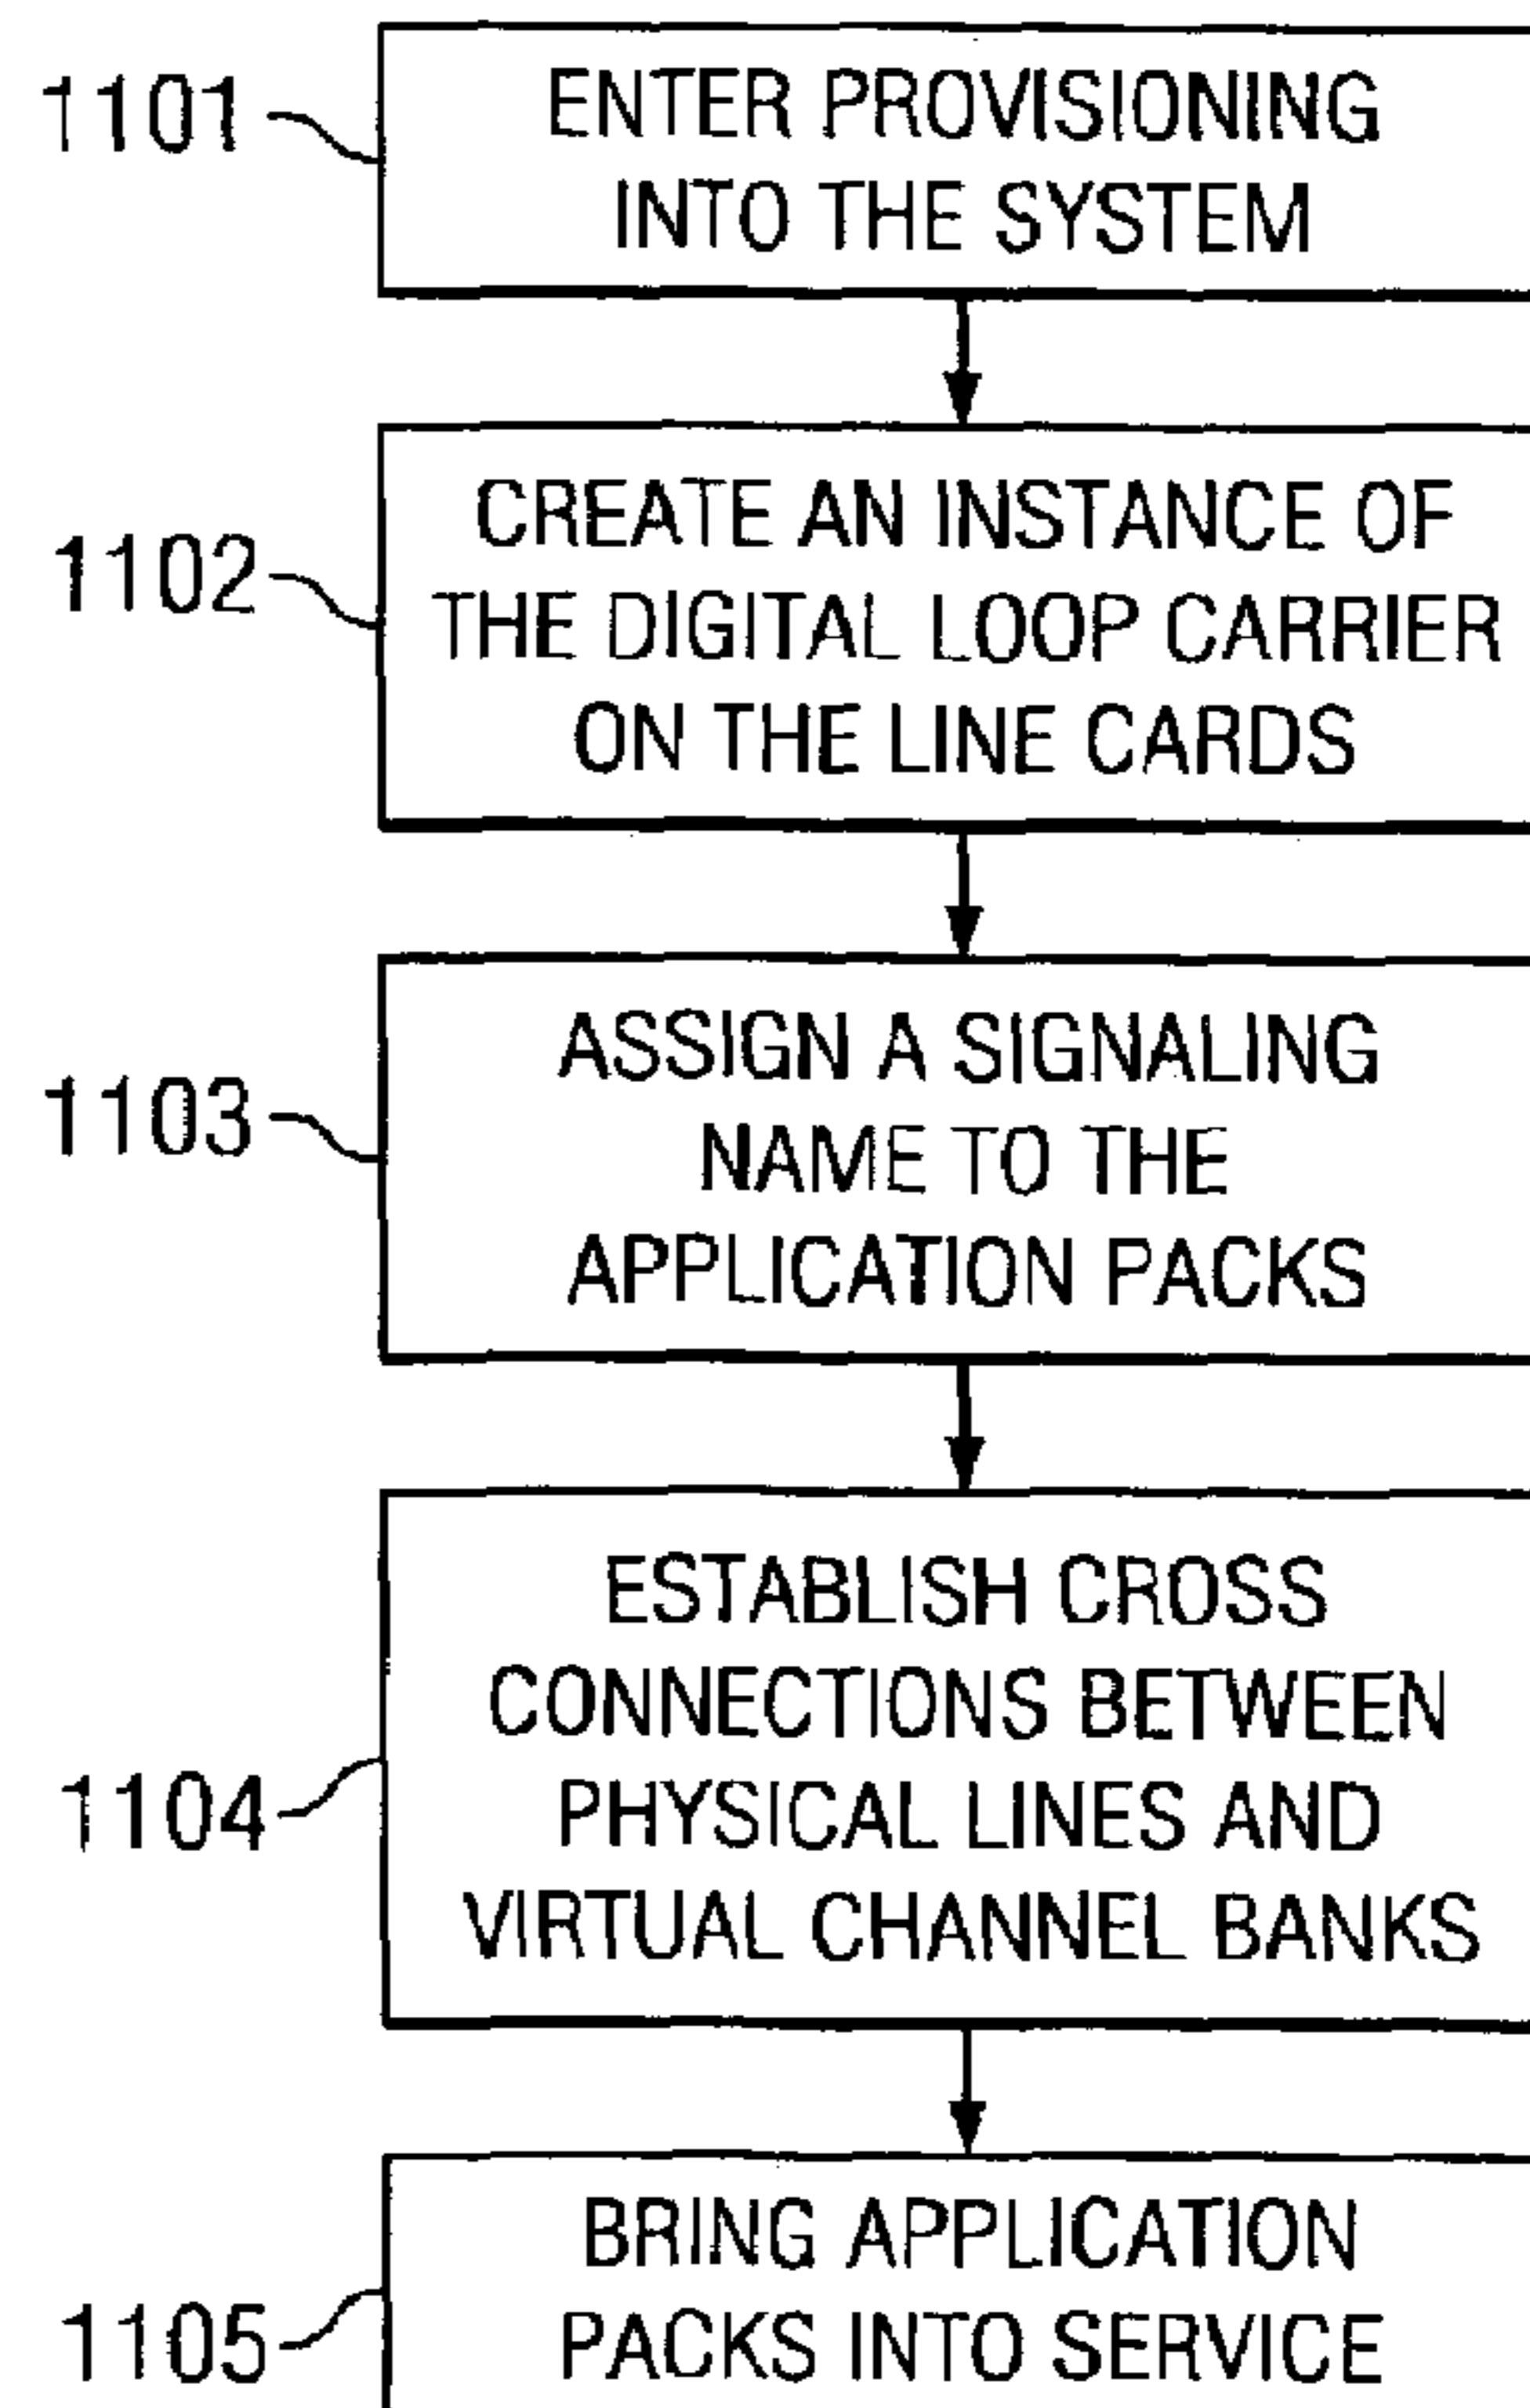 1101
ENTER PROVISIONING
INTO THE SYSTEM
1102
CREATE AN INSTANCE OF
THE DIGITAL LOOP CARRIER
ON THE LINE CARDS
1103
ASSIGN A SIGNALING
NAME TO THE
APPLICATION PACKS
1104
ESTABLISH CROSS
CONNECTIONS BETWEEN
PHYSICAL LINES AND
VIRTUAL CHANNEL BANKS
1105
BRING APPLICATION
PACKS INTO SERVICE